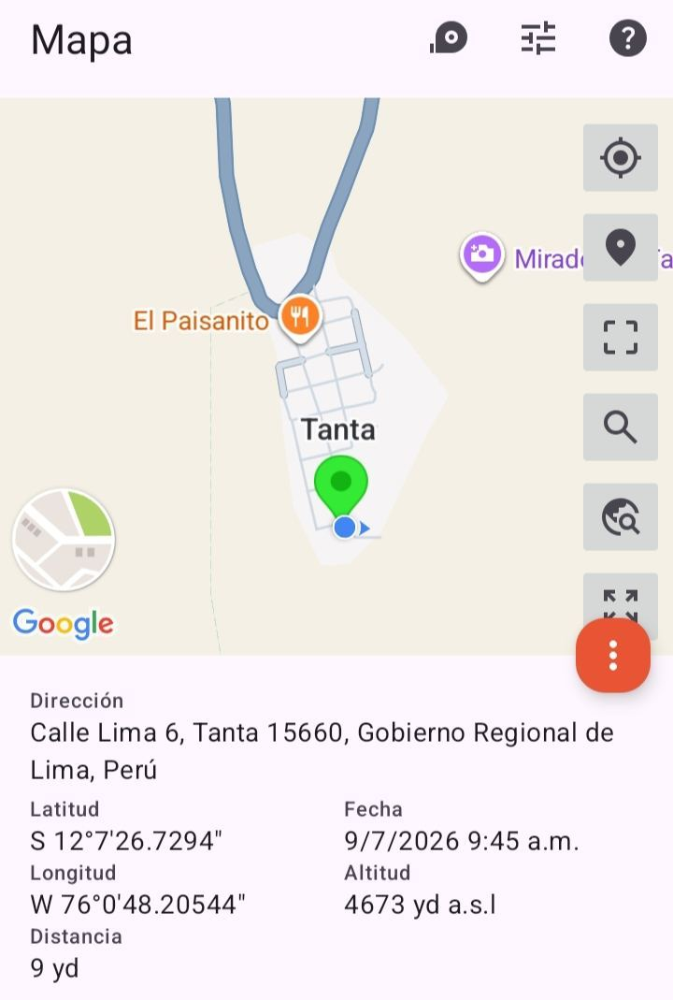 Mapa
Mirad
a
El Paisanito
Tanta
Google
Dirección
Calle Lima 6, Tanta 15660, Gobierno Regional de
Lima, Perú
Latitud
S 12°7'26.7294"
Fecha
9/7/2026 9:45 a.m.
Longitud
W 76°0'48.20544"
Altitud
4673 yd a.s.l
Distancia
9 yd